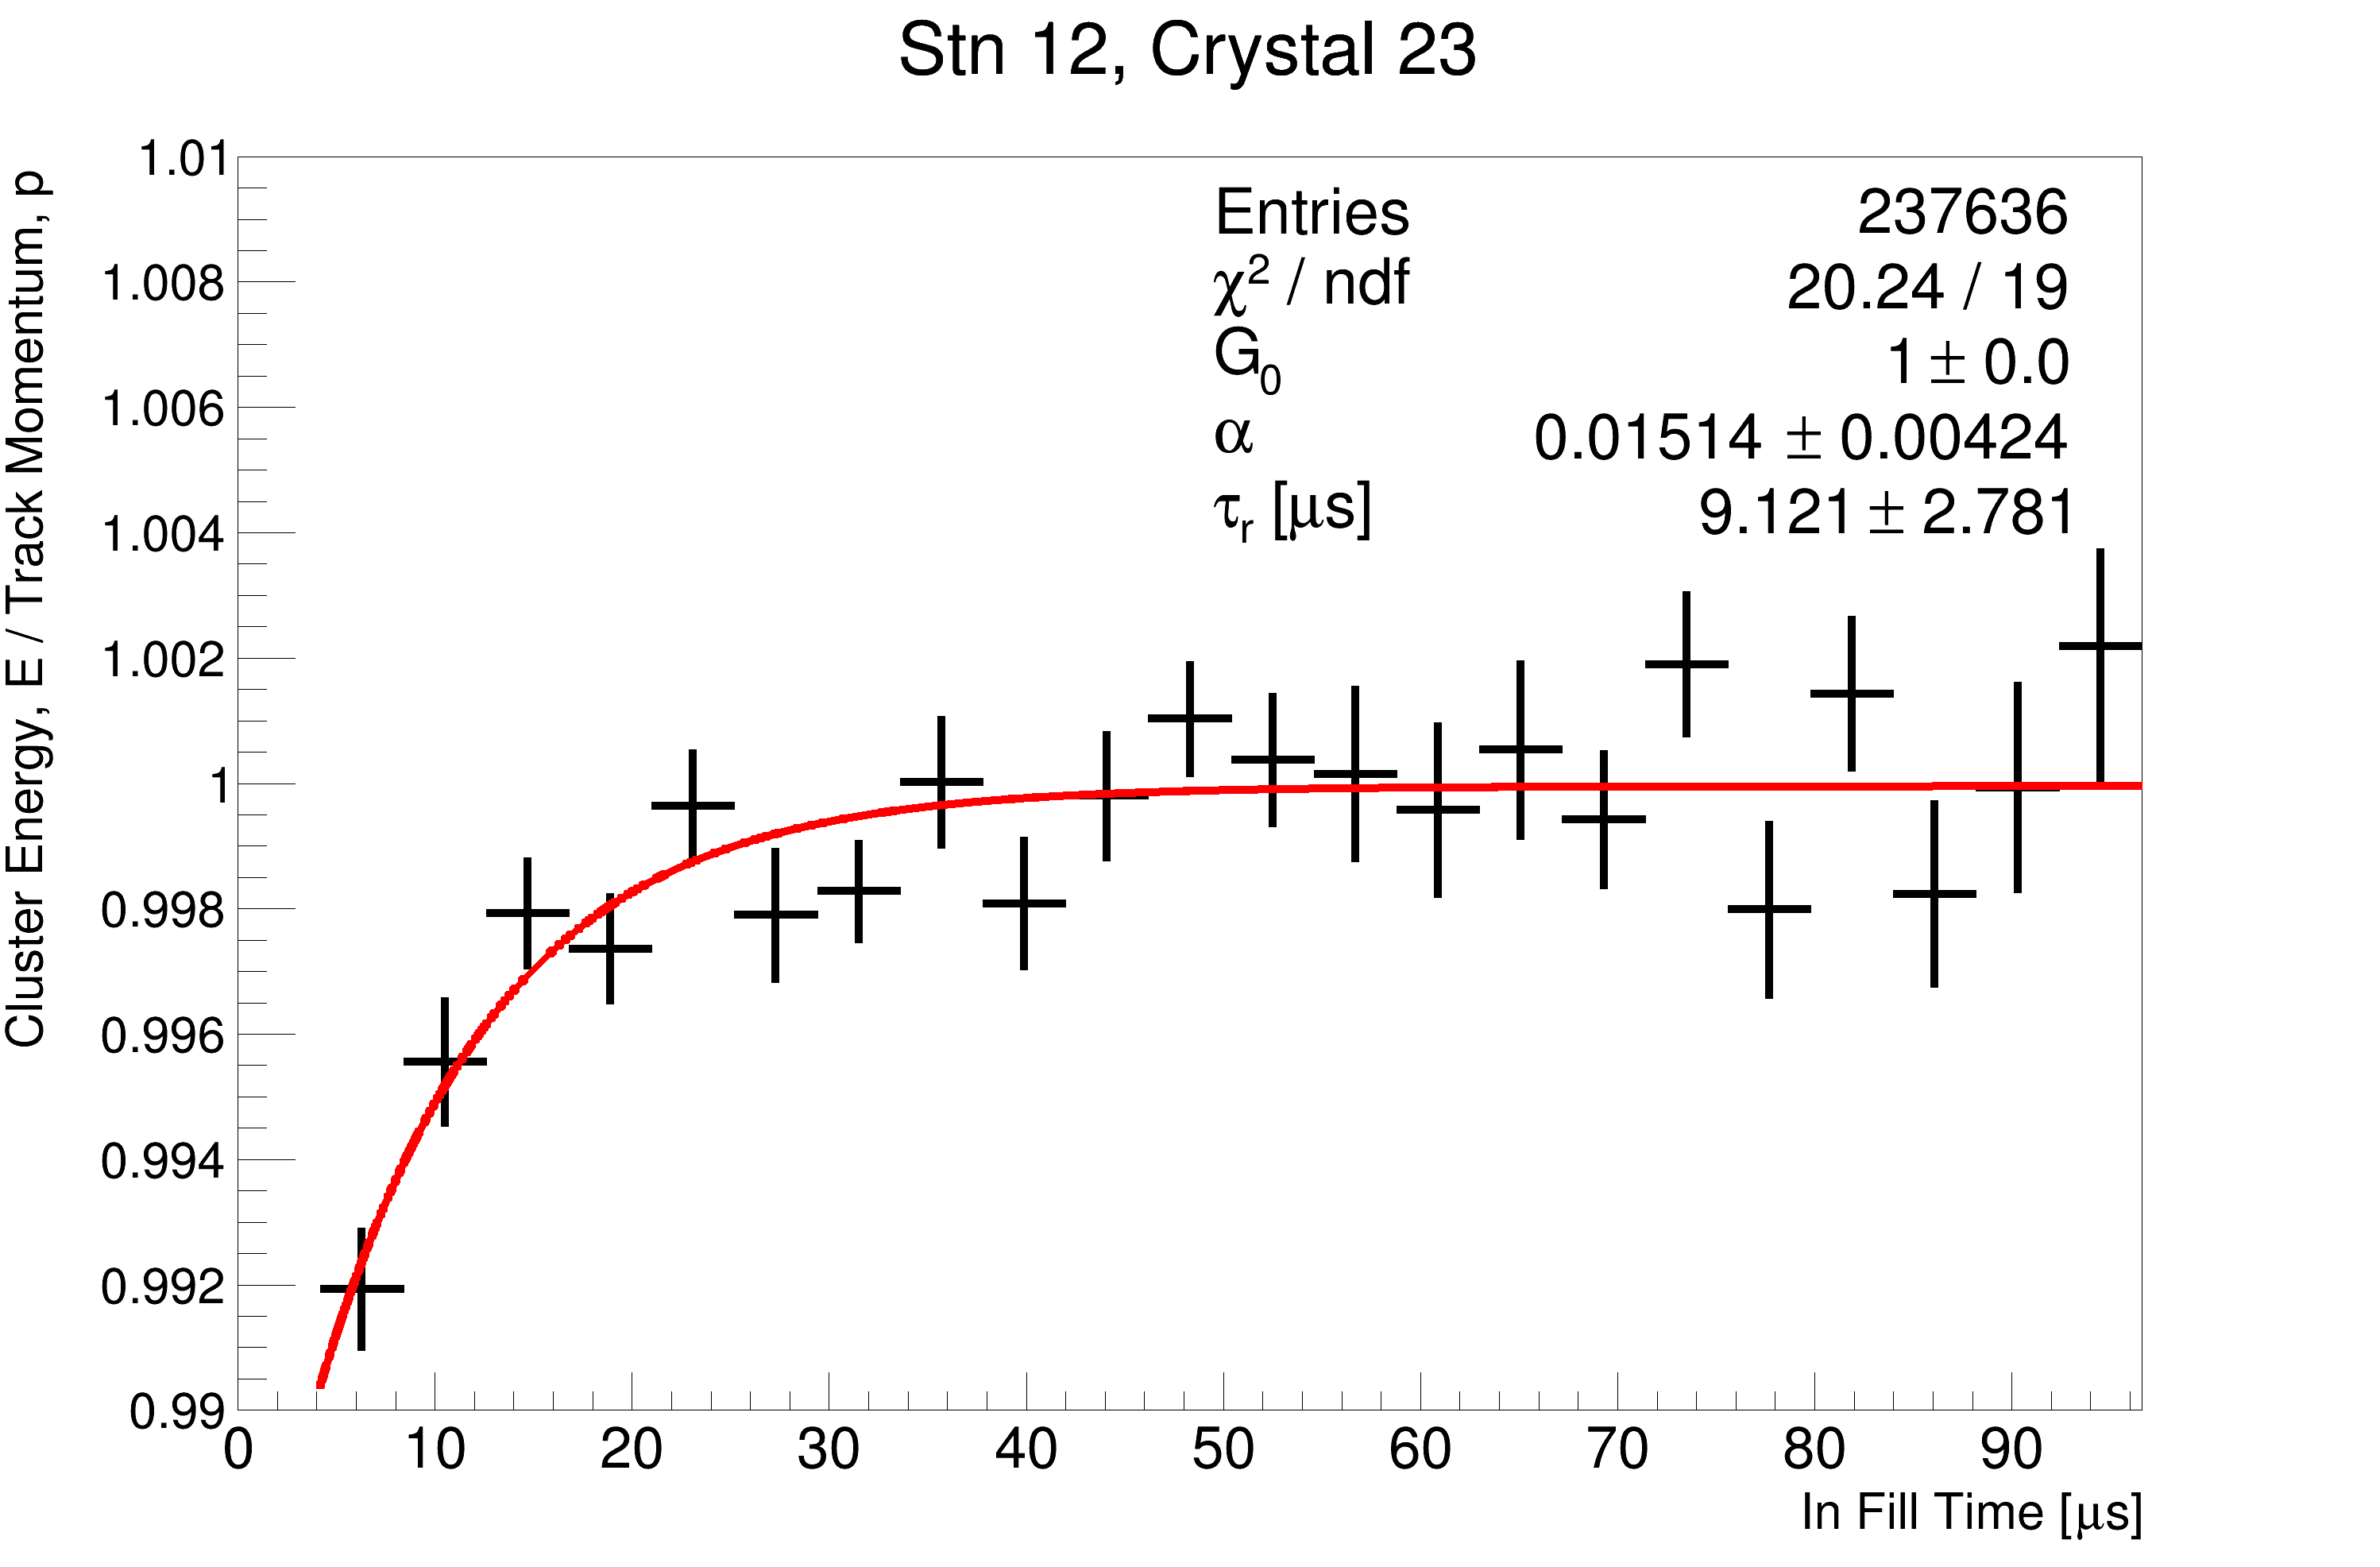 Stn 12, Crystal 23
Cluster Energy, E / Track Momentum, p
1.01
1.008
1.006
1.004
1.002
1
0.998
0.996
0.994
0.992
0.99
Entries 237636
χ² / ndf 20.24 / 19
G₀ 1 ± 0.0
α 0.01514 ± 0.00424
τᵣ [μs] 9.121 ± 2.781
0 10 20 30 40 50 60 70 80 90
In Fill Time [μs]